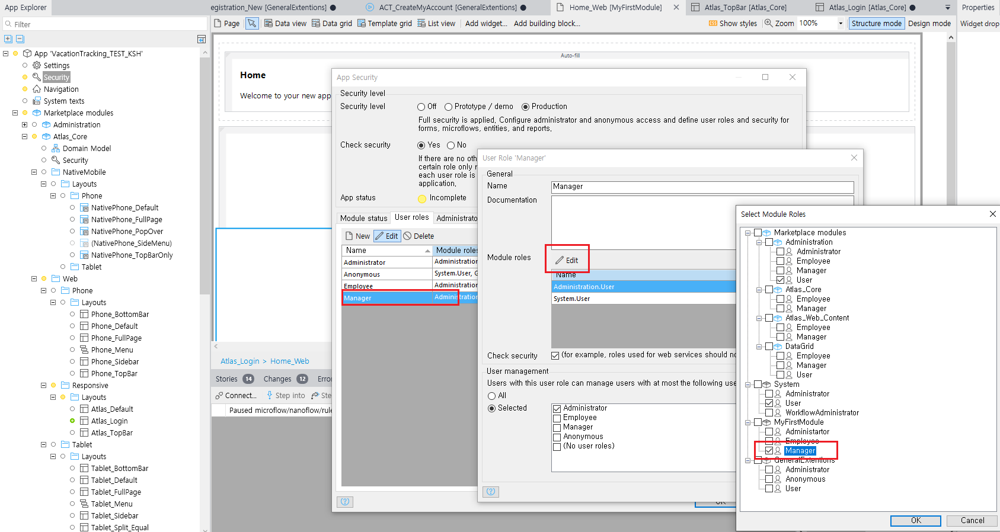 App Explorer
egistration_New [GeneralExtentions]
ACT_CreateMyAccount [GeneralExtentions]
Home_Web [MyFirstModule]
Atlas_TopBar [Atlas_Core]
Atlas_Login [Atlas_Core]
Properties
Filter
Page
Data view
Data grid
Template grid
List view
Add widget...
Add building block...
Show styles
Zoom
100%
Structure mode
Design mode
Widget drop
App 'VacationTracking_TEST_KSH'
Settings
Security
Navigation
System texts
Marketplace modules
Administration
Atlas_Core
Domain Model
Security
NativeMobile
Layouts
Phone
NativePhone_Default
NativePhone_FullPage
NativePhone_PopOver
(NativePhone_SideMenu)
NativePhone_TopBarOnly
Tablet
Web
Phone
Layouts
Phone_BottomBar
Phone_Default
Phone_FullPage
Phone_Menu
Phone_Sidebar
Phone_TopBar
Responsive
Layouts
Atlas_Default
Atlas_Login
Atlas_TopBar
Tablet
Layouts
Tablet_BottomBar
Tablet_Default
Tablet_FullPage
Tablet_Menu
Tablet_Sidebar
Tablet_Split_Equal
Auto-fill
Home
Welcome to your new app
Atlas_Login > Home_Web
Stories 14 Changes 12 Erro
Connect... Step into Ste
Paused microflow/nanoflow/rule
App Security
Security level
Security level
Off Prototype / demo Production
Full security is applied. Configure administrator and anonymous access and define user roles and security for
forms, microflows, entities, and reports.
Check security
Yes No
If there are no oth
certain role only
each user role is
application.
App status
Incomplete
Module status User roles Administrato
New Edit Delete
Name Module roles
Administrator Administration
Anonymous System.User, G
Employee Administration
Manager Administration
OK
User Role 'Manager'
General
Name Manager
Documentation
Module roles
Edit
Name
Administration.User
System.User
Check security (for example, roles used for web services should no
User management
Users with this user role can manage users with at most the following use
All
Selected
Administrator
Employee
Manager
Anonymous
(No user roles)
Select Module Roles
Marketplace modules
Administration
Administrator
Employee
Manager
User
Atlas_Core
Employee
Manager
Atlas_Web_Content
Employee
Manager
DataGrid
Employee
Manager
User
System
Administrator
User
WorkflowAdministrator
MyFirstModule
Administartor
Employee
Manager
GeneralExtentions
Administrator
Anonymous
User
OK Cancel